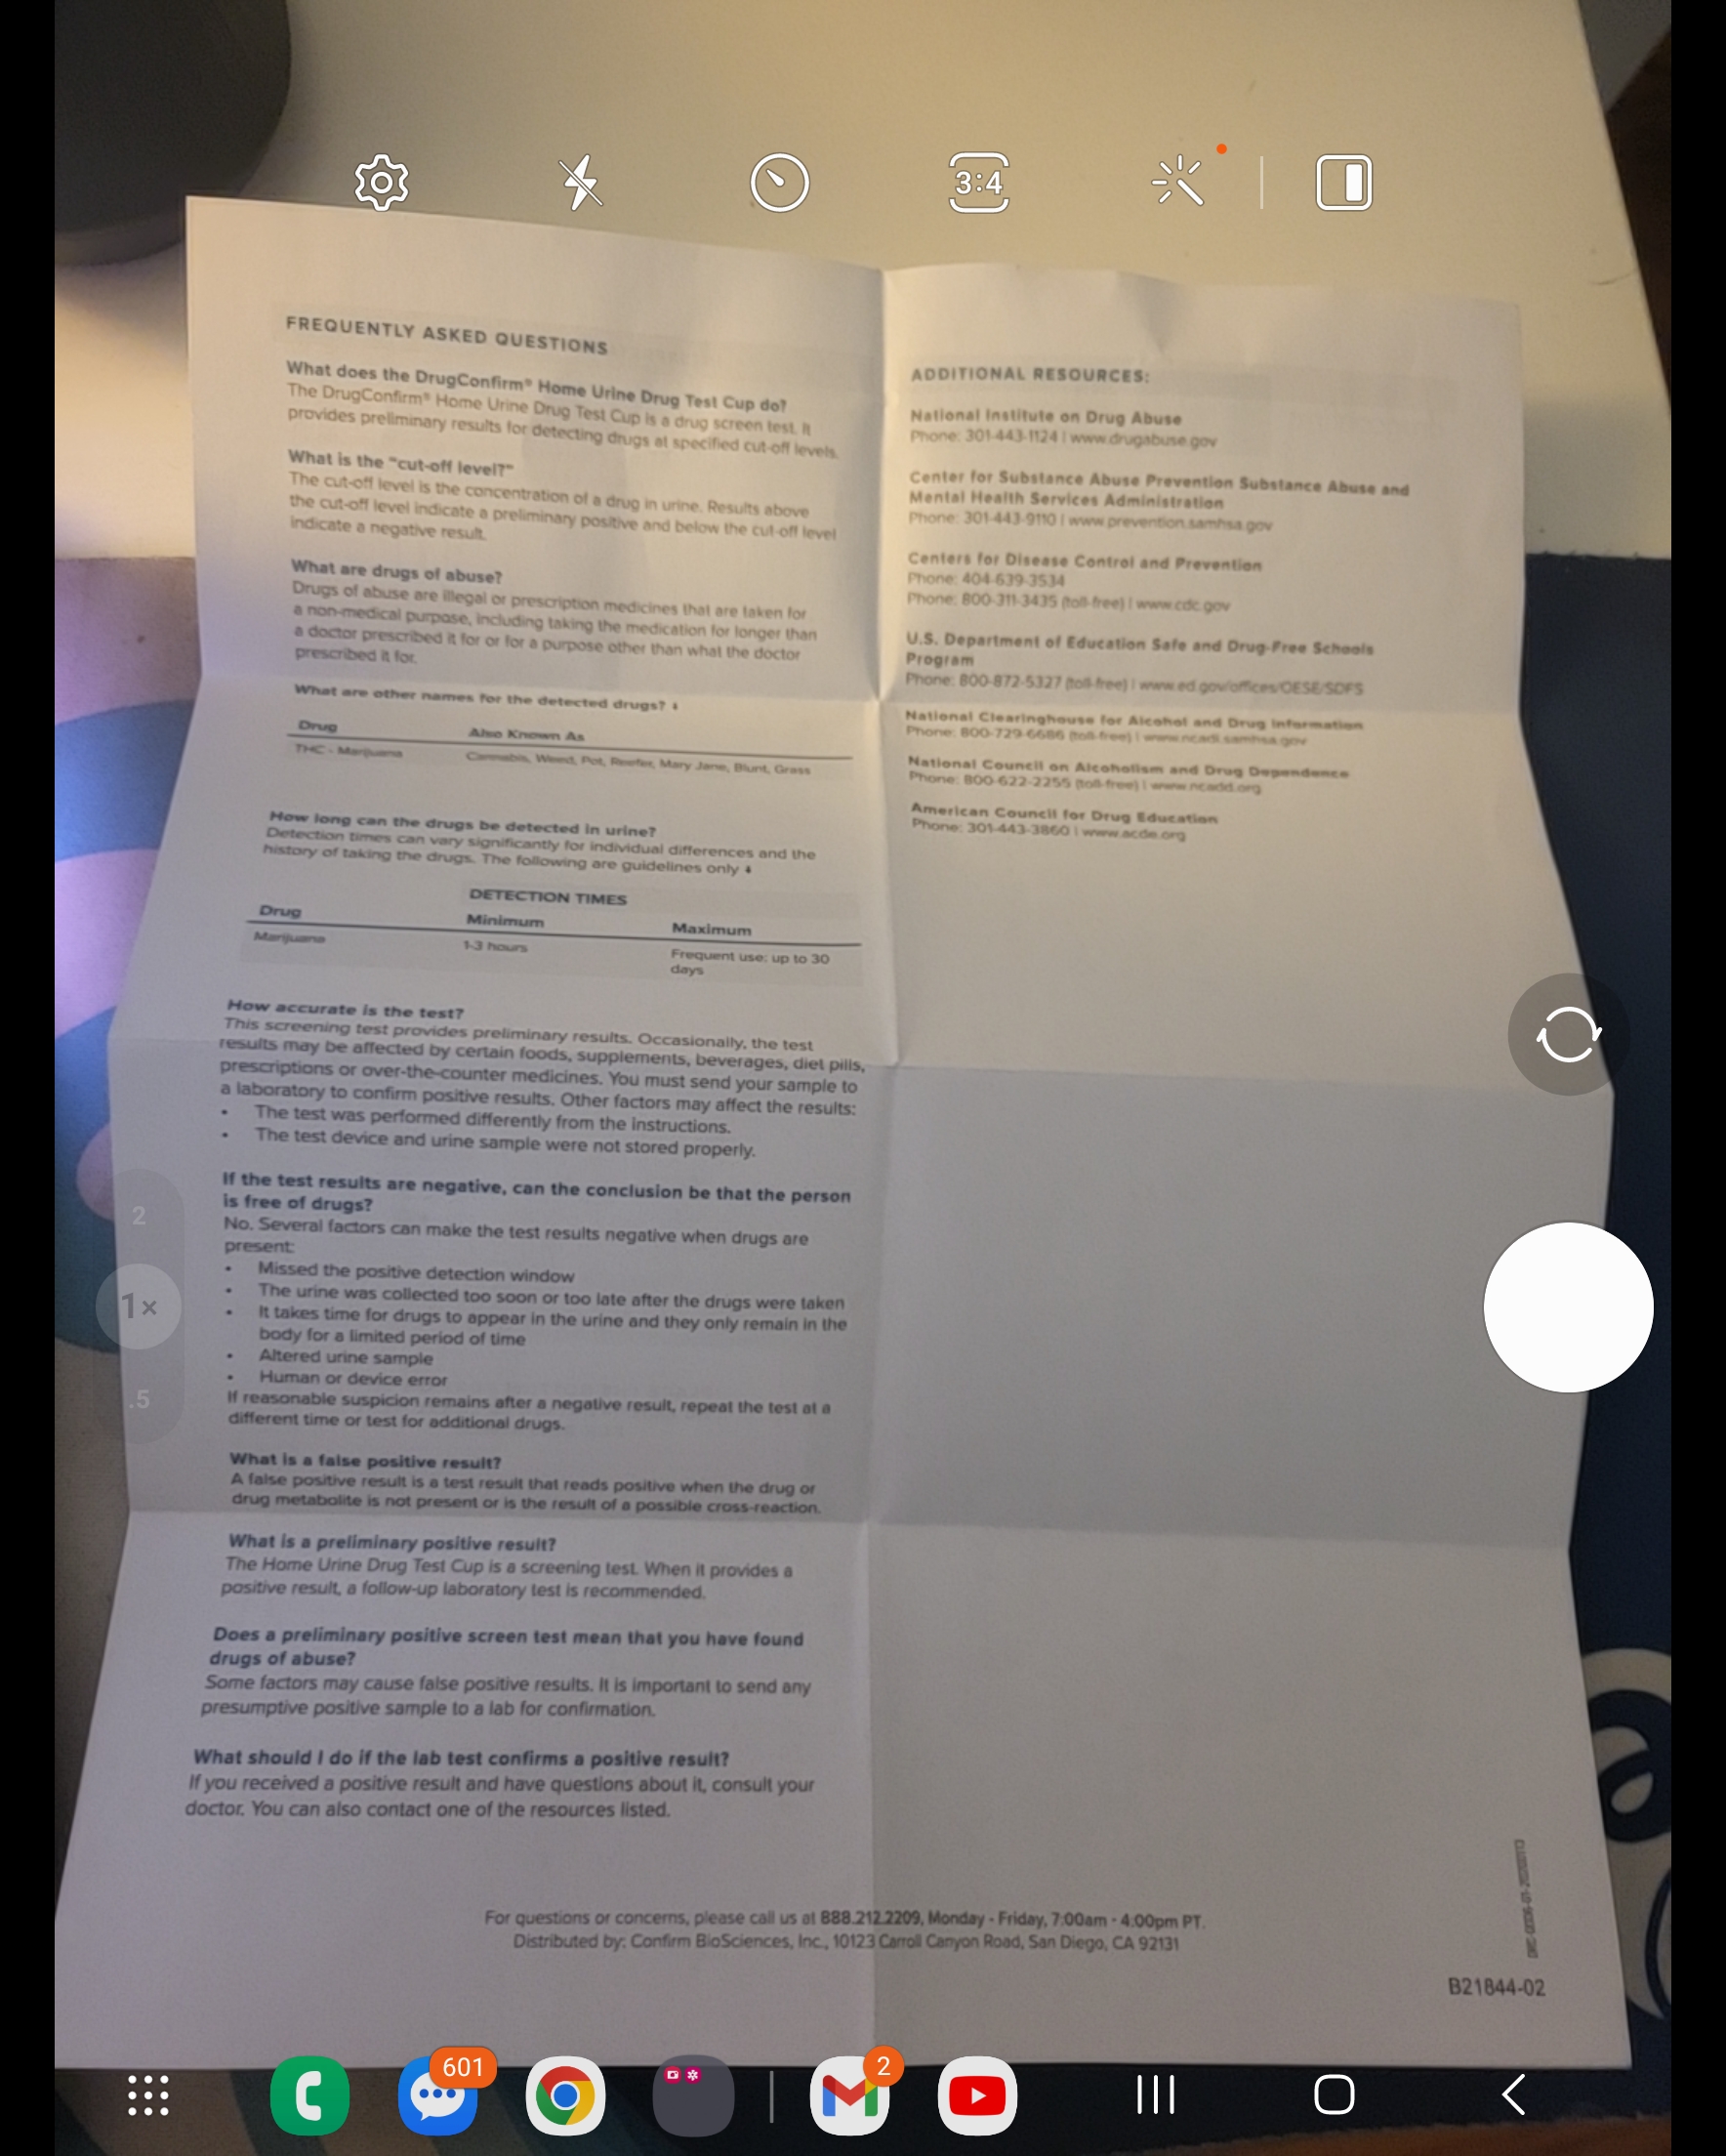 3:4
FREQUENTLY ASKED QUESTIONS
What does the DrugConfirm® Home Urine Drug Test Cup do?
The DrugConfirm® Home Urine Drug Test Cup is a drug screen test. It
provides preliminary results for detecting drugs at specified cut-off levels.
What is the "cut-off level?"
The cut-off level is the concentration of a drug in urine. Results above
the cut-off level indicate a preliminary positive and below the cut-off level
indicate a negative result.
What are drugs of abuse?
Drugs of abuse are illegal or prescription medicines that are taken for
a non-medical purpose, including taking the medication for longer than
a doctor prescribed it for or for a purpose other than what the doctor
prescribed it for.
What are other names for the detected drugs? ↓
Drug Also Known As
THC - Marijuana Cannabis, Weed, Pot, Reefer, Mary Jane, Blunt, Grass
How long can the drugs be detected in urine?
Detection times can vary significantly for individual differences and the
history of taking the drugs. The following are guidelines only ↓
DETECTION TIMES
Drug Minimum Maximum
Marijuana 1-3 hours Frequent use: up to 30
days
How accurate is the test?
This screening test provides preliminary results. Occasionally, the test
results may be affected by certain foods, supplements, beverages, diet pills,
prescriptions or over-the-counter medicines. You must send your sample to
a laboratory to confirm positive results. Other factors may affect the results:
• The test was performed differently from the instructions.
• The test device and urine sample were not stored properly.
If the test results are negative, can the conclusion be that the person
is free of drugs?
No. Several factors can make the test results negative when drugs are
present:
• Missed the positive detection window
• The urine was collected too soon or too late after the drugs were taken
• It takes time for drugs to appear in the urine and they only remain in the
body for a limited period of time
• Altered urine sample
• Human or device error
If reasonable suspicion remains after a negative result, repeat the test at a
different time or test for additional drugs.
What is a false positive result?
A false positive result is a test result that reads positive when the drug or
drug metabolite is not present or is the result of a possible cross-reaction.
What is a preliminary positive result?
The Home Urine Drug Test Cup is a screening test. When it provides a
positive result, a follow-up laboratory test is recommended.
Does a preliminary positive screen test mean that you have found
drugs of abuse?
Some factors may cause false positive results. It is important to send any
presumptive positive sample to a lab for confirmation.
What should I do if the lab test confirms a positive result?
If you received a positive result and have questions about it, consult your
doctor. You can also contact one of the resources listed.
ADDITIONAL RESOURCES:
National Institute on Drug Abuse
Phone: 301-443-1124 | www.drugabuse.gov
Center for Substance Abuse Prevention Substance Abuse and
Mental Health Services Administration
Phone: 301-443-9110 | www.prevention.samhsa.gov
Centers for Disease Control and Prevention
Phone: 404-639-3534
Phone: 800-311-3435 (toll-free) | www.cdc.gov
U.S. Department of Education Safe and Drug-Free Schools
Program
Phone: 800-872-5327 (toll-free) | www.ed.gov/offices/OESE/SDFS
National Clearinghouse for Alcohol and Drug Information
Phone: 800-729-6686 (toll-free) | www.ncadi.samhsa.gov
National Council on Alcoholism and Drug Dependence
Phone: 800-622-2255 (toll-free) | www.ncadd.org
American Council for Drug Education
Phone: 301-443-3860 | www.acde.org
2
1×
.5
For questions or concerns, please call us at 888.212.2209, Monday - Friday, 7:00am - 4:00pm PT.
Distributed by: Confirm BioSciences, Inc., 10123 Carroll Canyon Road, San Diego, CA 92131
B21844-02
601
2